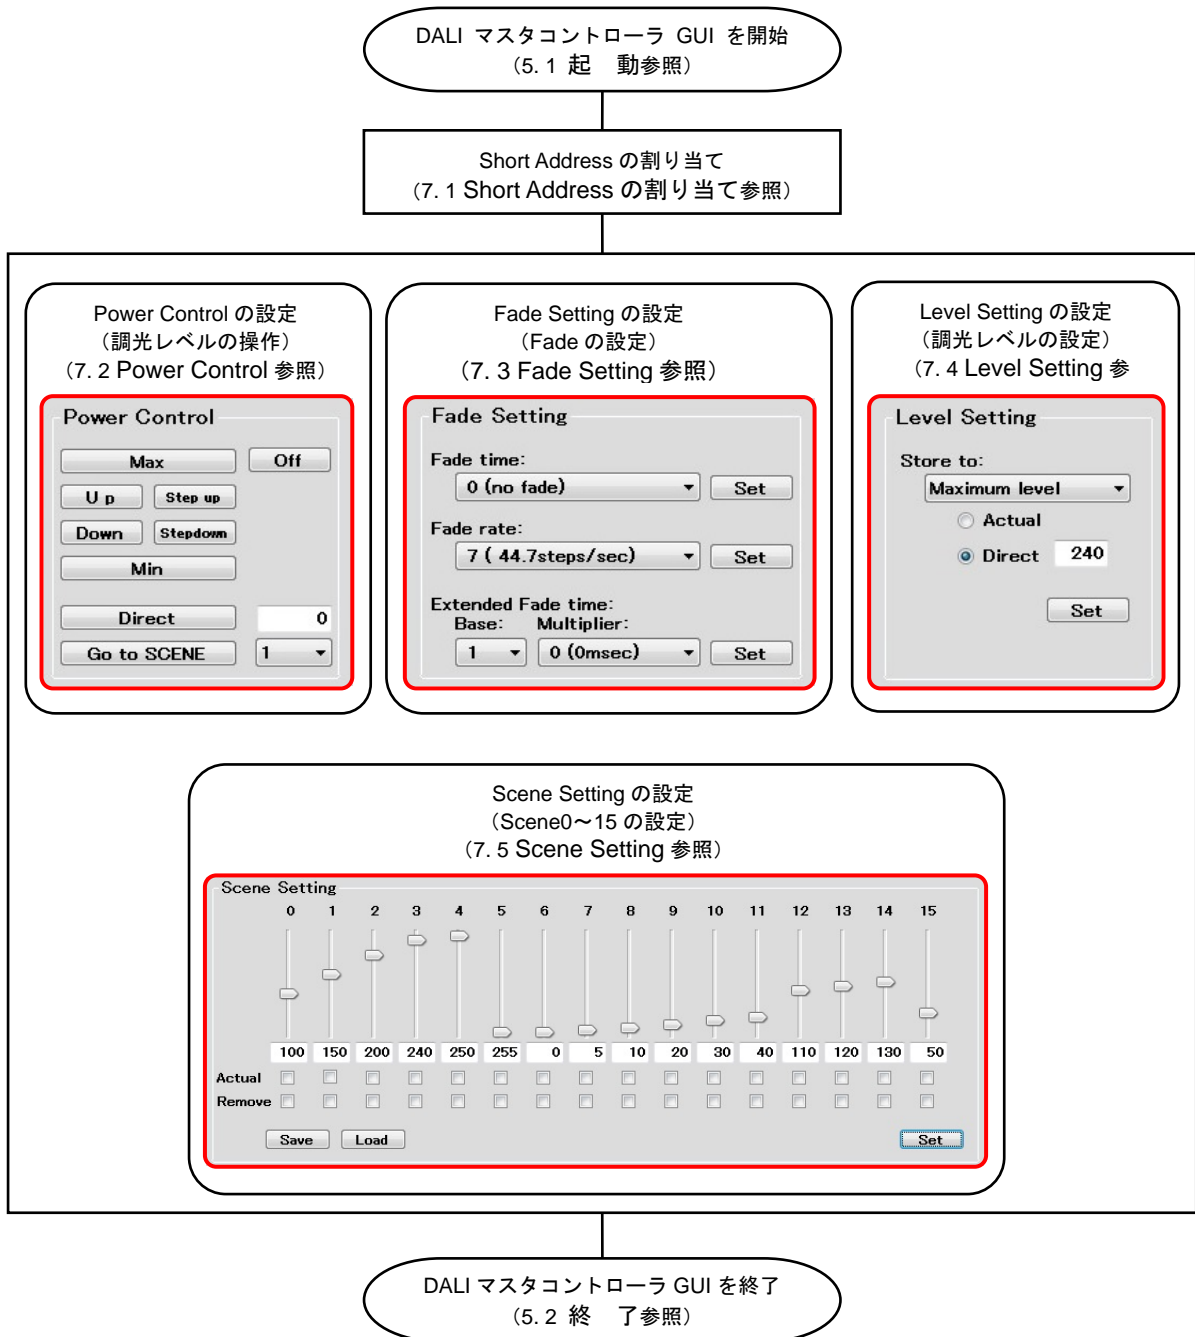 DALI マスタコントローラ GUI を開始
（5. 1 起　動参照）
Short Address の割り当て
（7. 1 Short Address の割り当て参照）
Power Control の設定
（調光レベルの操作）
（7. 2 Power Control 参照）
Power Control
Max Off
U p Step up
Down Stepdown
Min
Direct 0
Go to SCENE 1
Fade Setting の設定
（Fade の設定）
（7. 3 Fade Setting 参照）
Fade Setting
Fade time:
0 (no fade) Set
Fade rate:
7 ( 44.7steps/sec) Set
Extended Fade time:
Base: Multiplier:
1 0 (0msec) Set
Level Setting の設定
（調光レベルの設定）
（7. 4 Level Setting 参
Level Setting
Store to:
Maximum level
Actual
Direct 240
Set
Scene Setting の設定
（Scene0～15 の設定）
（7. 5 Scene Setting 参照）
Scene Setting
0 1 2 3 4 5 6 7 8 9 10 11 12 13 14 15
100 150 200 240 250 255 0 5 10 20 30 40 110 120 130 50
Actual
Remove
Save Load Set
DALI マスタコントローラ GUI を終了
（5. 2 終　了参照）